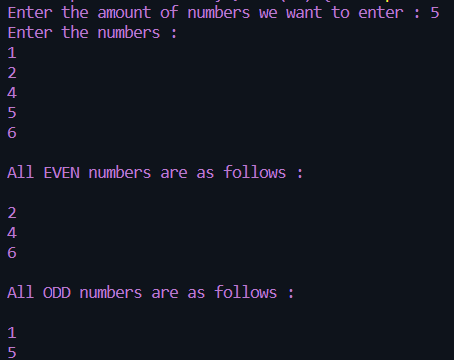 Enter the amount of numbers we want to enter : 5
Enter the numbers :
1
2
4
5
6
All EVEN numbers are as follows :
2
4
6
All ODD numbers are as follows :
1
5